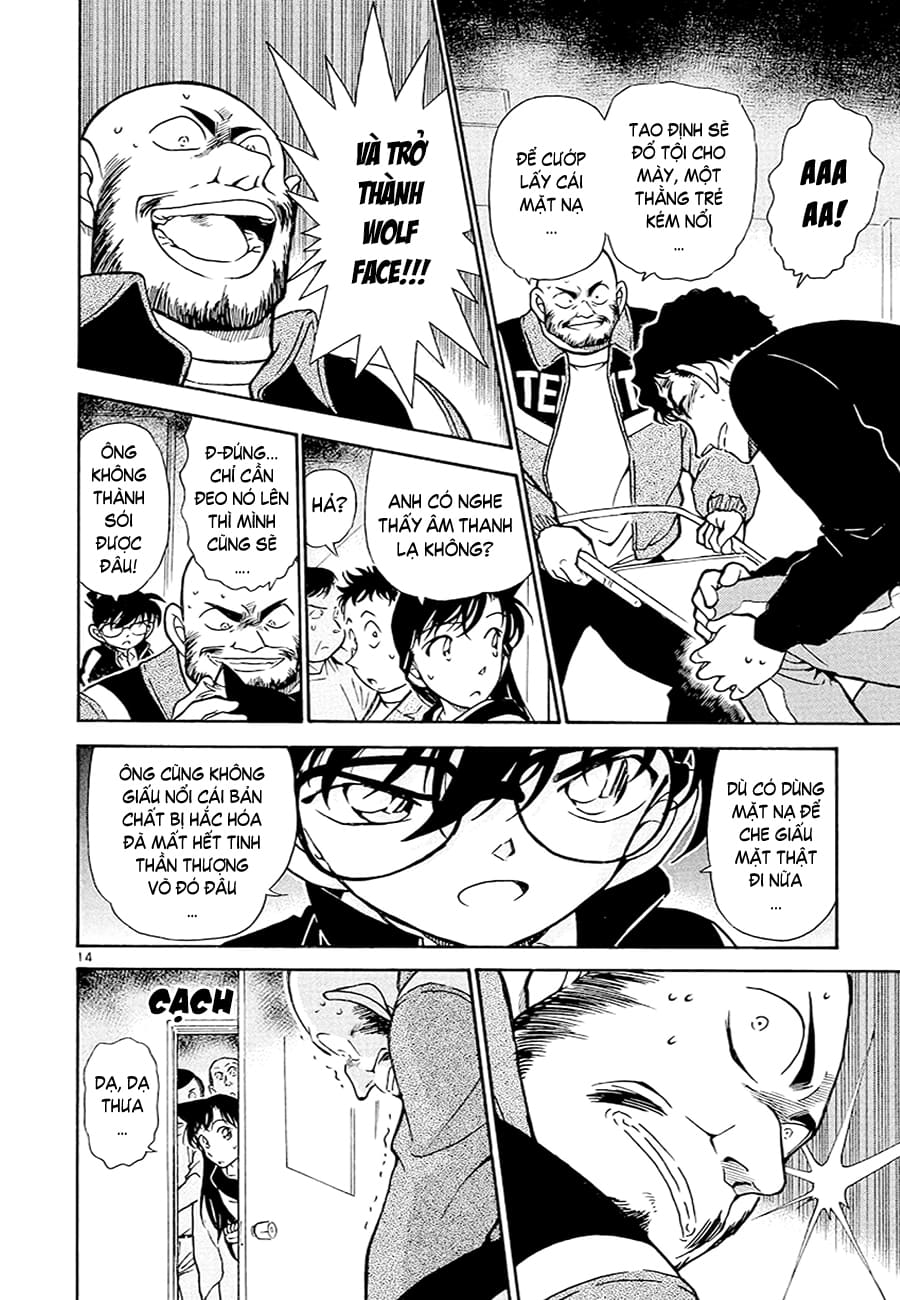 AAA
AA!
TAO ĐỊNH SẼ
ĐỔ TỘI CHO
MÀY, MỘT
THẰNG TRẺ
KÉM NỔI
...
ĐỂ CƯỚP
LẤY CÁI
MẶT NẠ
...
VÀ TRỞ
THÀNH
WOLF
FACE!!!
ANH CÓ NGHE
THẤY ÂM THANH
LẠ KHÔNG?
HẢ?
Đ-ĐÚNG...
CHỈ CẦN
ĐEO NÓ LÊN
THÌ MÌNH
CŨNG SẼ
....
ÔNG
KHÔNG
THÀNH
SÓI
ĐƯỢC
ĐÂU!
DÙ CÓ DÙNG
MẶT NẠ ĐỂ
CHE GIẤU
MẶT THẬT
ĐI NỮA
...
ÔNG CŨNG KHÔNG
GIẤU NỔI CÁI BẢN
CHẤT BỊ HẮC HÓA
ĐÃ MẤT HẾT TINH
THẦN THƯỢNG
VÕ ĐÓ ĐÂU
...
14
CẠCH
DẠ, DẠ
THƯA
...